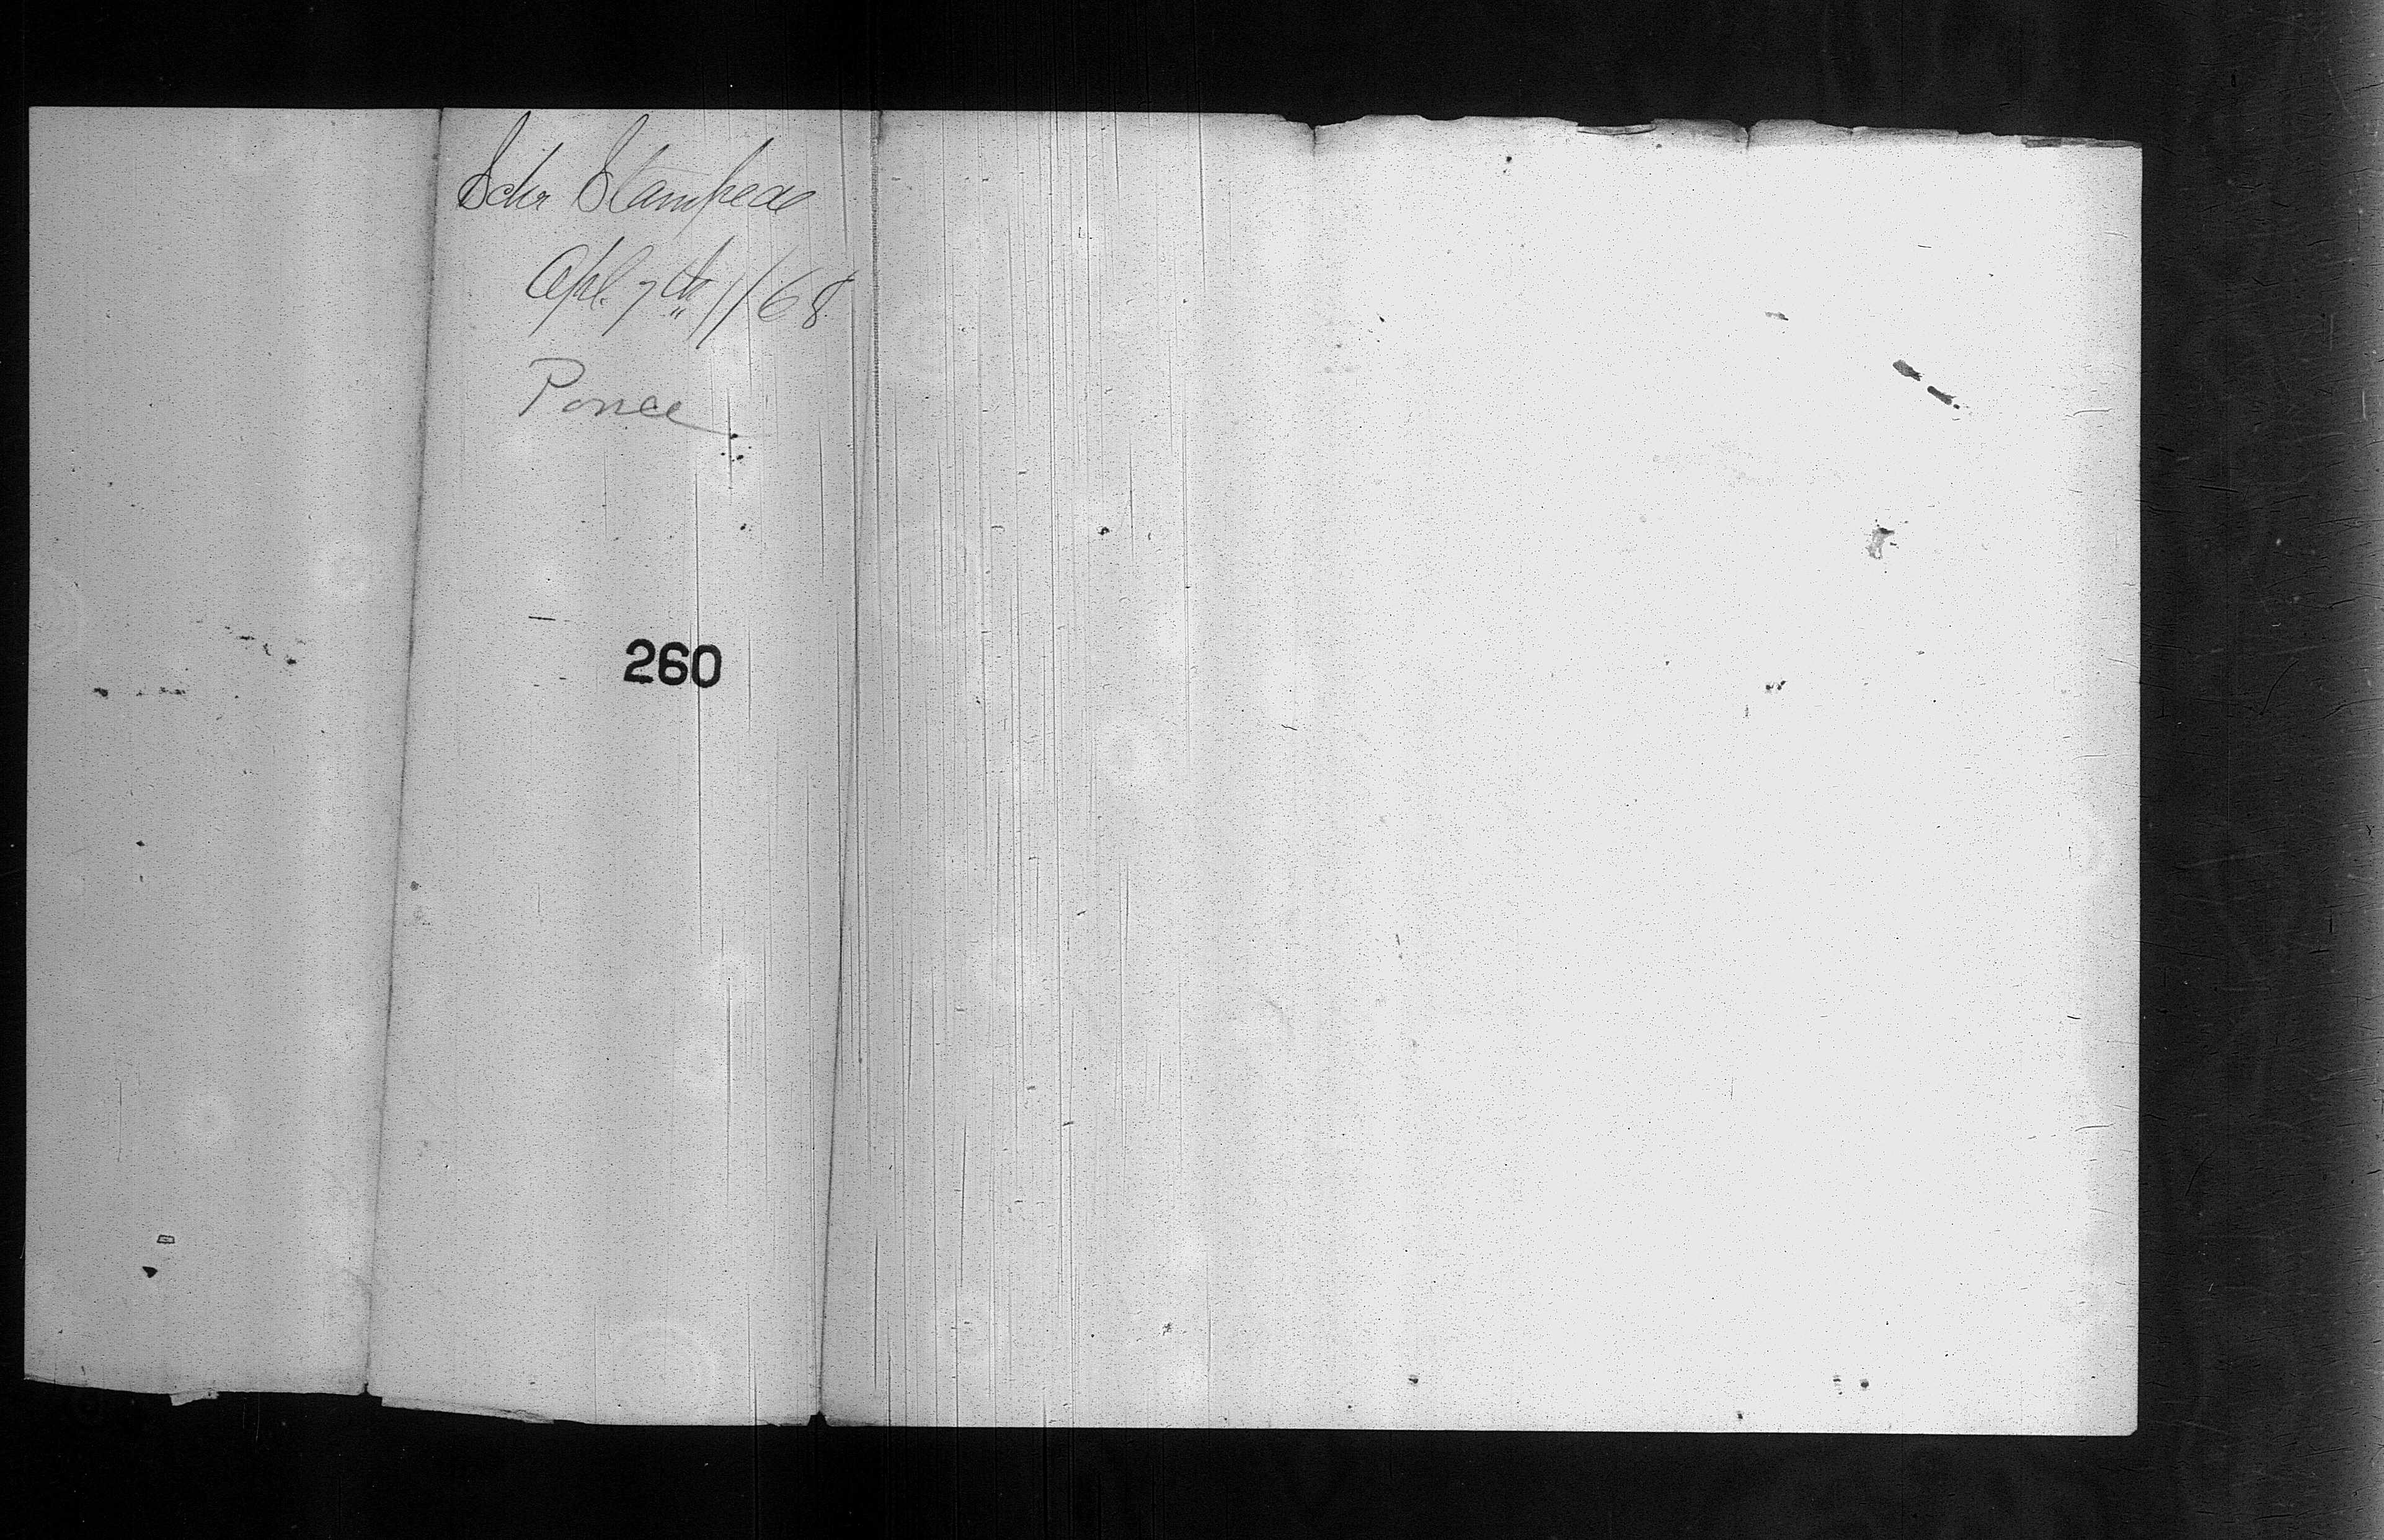 Schr Stampede
Apl. 7th //68
Ponce
260